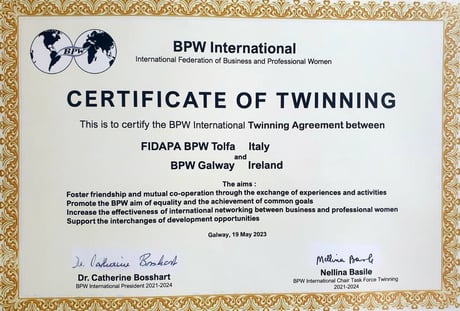 BPW
BPW International
International Federation of Business and Professional Women
CERTIFICATE OF TWINNING
This is to certify the BPW International Twinning Agreement between
FIDAPA BPW Tolfa Italy
and
BPW Galway Ireland
The aims :
Foster friendship and mutual co-operation through the exchange of experiences and activities
Promote the BPW aim of equality and the achievement of common goals
Increase the effectiveness of international networking between business and professional women
Support the interchanges of development opportunities
Galway, 19 May 2023
Dr. Catharine Bosshart
Nellina Basile
Dr. Catherine Bosshart
Nellina Basile
BPW International President 2021-2024
BPW International Chair Task Force Twinning
2021-2024